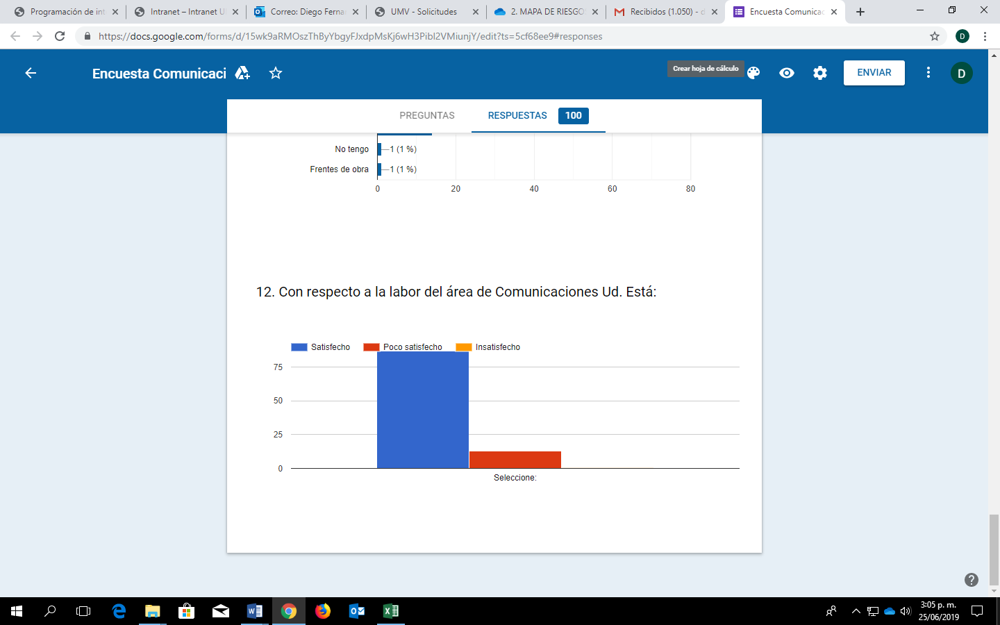 Programación de int
Intranet – Intranet U
Correo: Diego Ferna
UMV - Solicitudes
2. MAPA DE RIESGO
Recibidos (1.050) - d
Encuesta Comunicac
https://docs.google.com/forms/d/15wk9aRMOszThByYbgyFJxdpMsKj6wH3Pibl2VMiunjY/edit?ts=5cf68ee9#responses
D
Encuesta Comunicaci
Crear hoja de cálculo
ENVIAR
D
PREGUNTAS
RESPUESTAS 100
No tengo 1 (1 %)
Frentes de obra 1 (1 %)
0 20 40 60 80
12. Con respecto a la labor del área de Comunicaciones Ud. Está:
Satisfecho Poco satisfecho Insatisfecho
75
50
25
0
Seleccione:
3:05 p. m.
25/06/2019